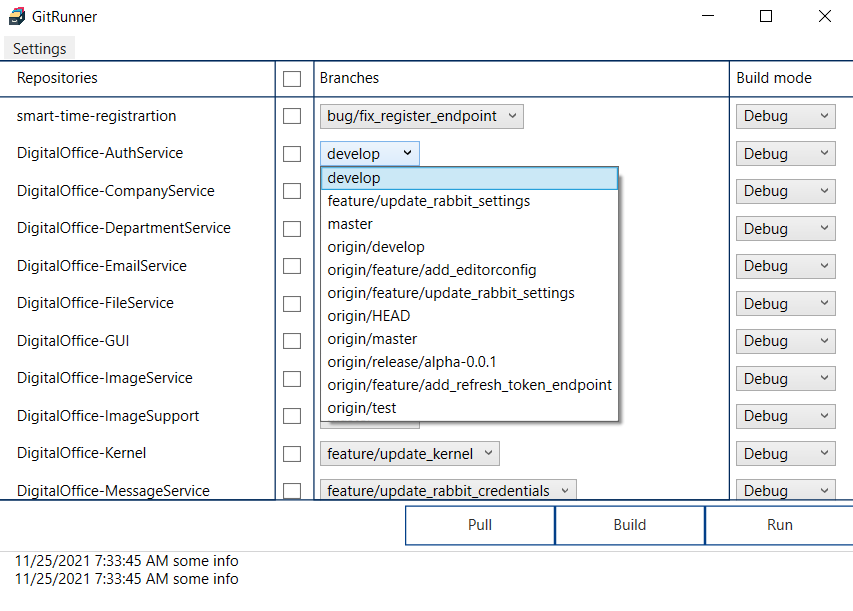 GitRunner
Settings
Repositories Branches Build mode
smart-time-registrartion bug/fix_register_endpoint Debug
DigitalOffice-AuthService develop Debug
DigitalOffice-CompanyService develop Debug
feature/update_rabbit_settings
DigitalOffice-DepartmentService master Debug
origin/develop
DigitalOffice-EmailService origin/feature/add_editorconfig Debug
DigitalOffice-FileService origin/feature/update_rabbit_settings Debug
origin/HEAD
DigitalOffice-GUI origin/master Debug
origin/release/alpha-0.0.1
DigitalOffice-ImageService origin/feature/add_refresh_token_endpoint Debug
DigitalOffice-ImageSupport origin/test Debug
DigitalOffice-Kernel feature/update_kernel Debug
DigitalOffice-MessageService feature/update_rabbit_credentials Debug
Pull Build Run
11/25/2021 7:33:45 AM some info
11/25/2021 7:33:45 AM some info